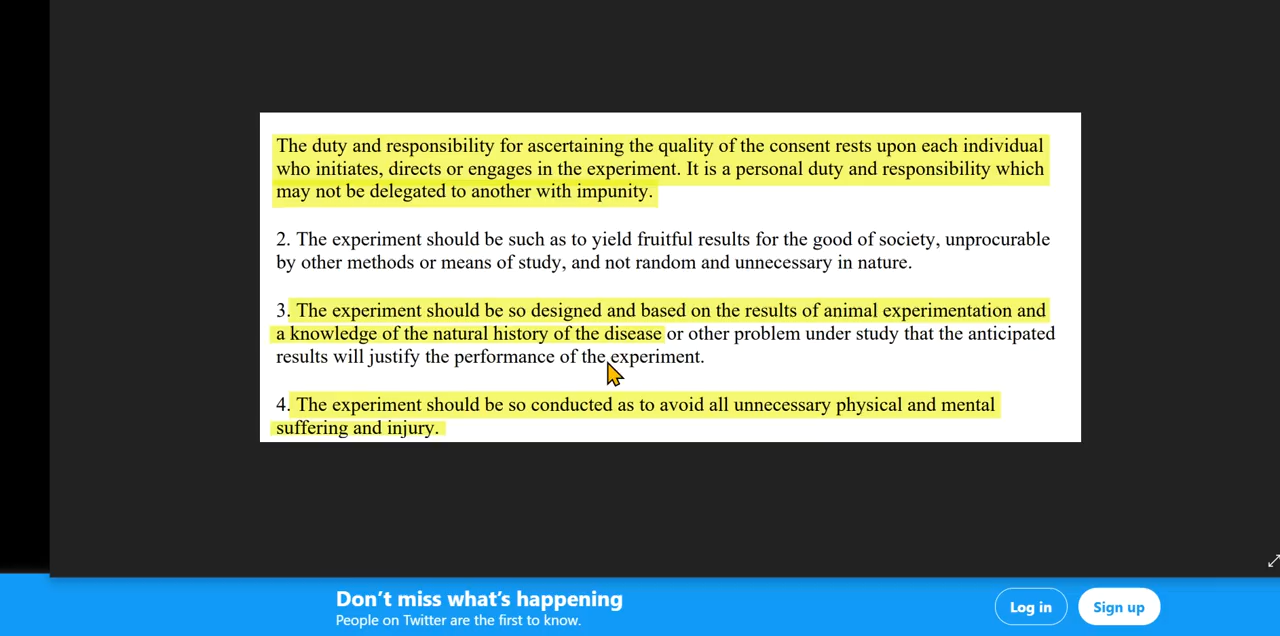 The duty and responsibility for ascertaining the quality of the consent rests upon each individual
who initiates, directs or engages in the experiment. It is a personal duty and responsibility which
may not be delegated to another with impunity.
2. The experiment should be such as to yield fruitful results for the good of society, unprocurable
by other methods or means of study, and not random and unnecessary in nature.
3. The experiment should be so designed and based on the results of animal experimentation and
a knowledge of the natural history of the disease or other problem under study that the anticipated
results will justify the performance of the experiment.
4. The experiment should be so conducted as to avoid all unnecessary physical and mental
suffering and injury.
Don’t miss what’s happening
People on Twitter are the first to know.
Log in
Sign up